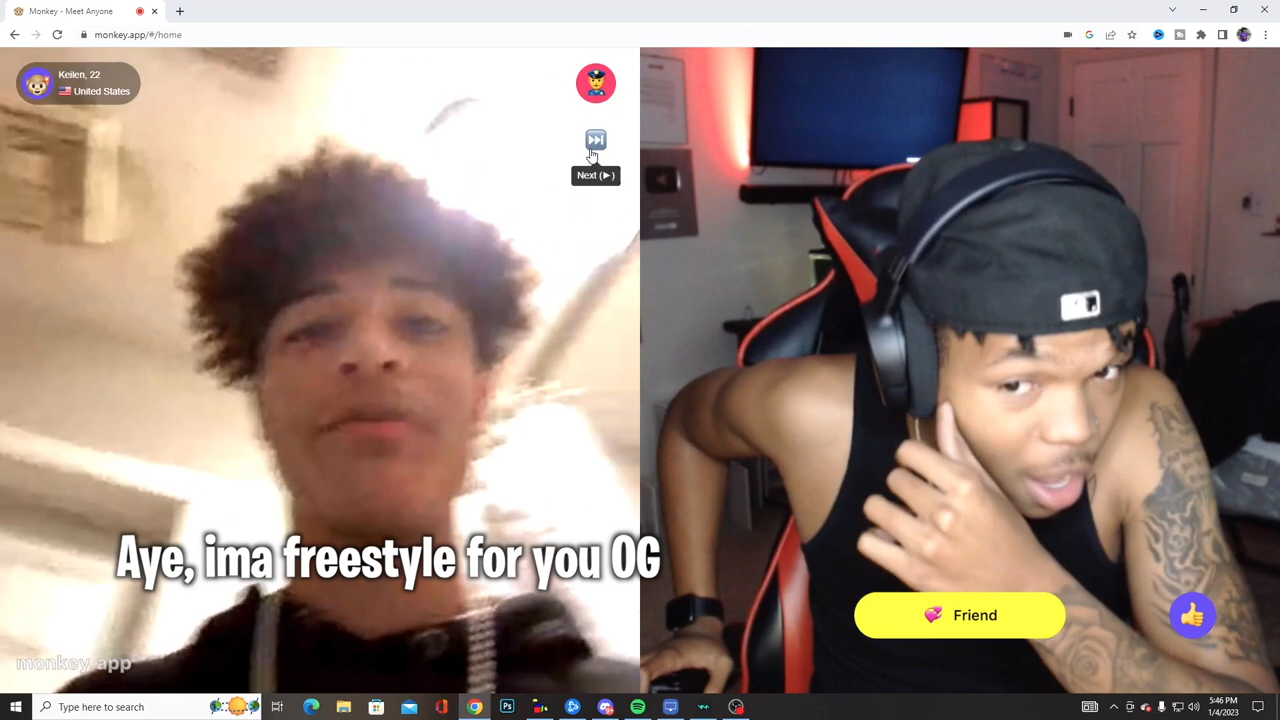 Monkey - Meet Anyone
monkey.app/#/home
Keilen, 22
United States
Next (►)
Aye, ima freestyle for you OG
Friend
monkey.app
Type here to search
5:46 PM
1/4/2023